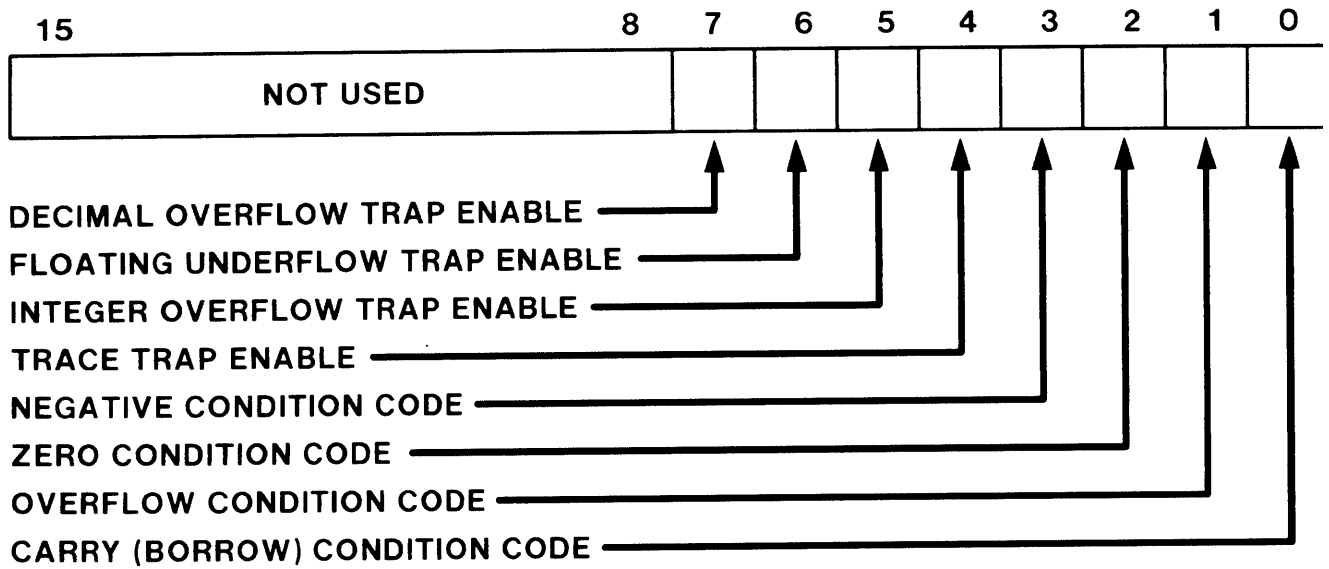 15 8 7 6 5 4 3 2 1 0
NOT USED
DECIMAL OVERFLOW TRAP ENABLE
FLOATING UNDERFLOW TRAP ENABLE
INTEGER OVERFLOW TRAP ENABLE
TRACE TRAP ENABLE
NEGATIVE CONDITION CODE
ZERO CONDITION CODE
OVERFLOW CONDITION CODE
CARRY (BORROW) CONDITION CODE